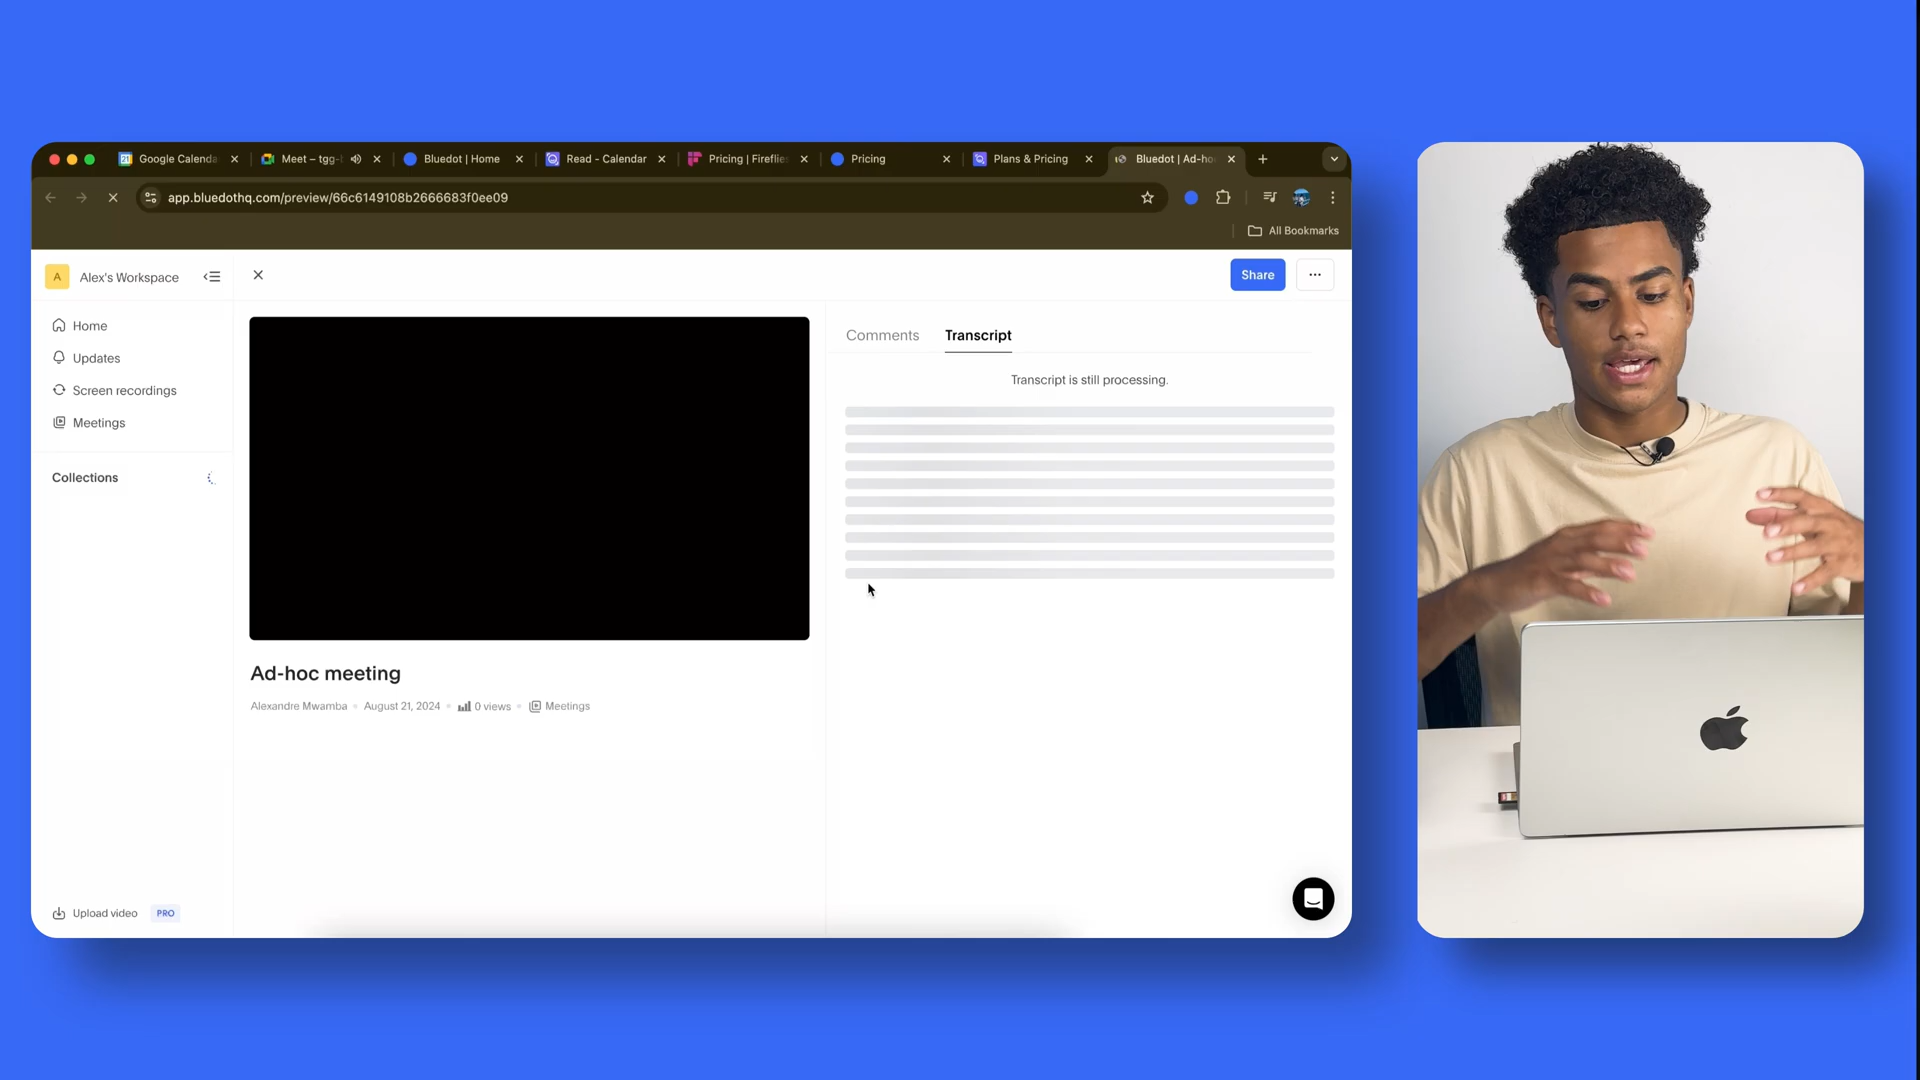 Google Calenda
Meet – tgg-
Bluedot | Home
Read - Calendar
Pricing | Fireflie
Pricing
Plans & Pricing
Bluedot | Ad-ho
app.bluedothq.com/preview/66c6149108b2666683f0ee09
All Bookmarks
A Alex's Workspace
Share
Home
Updates
Screen recordings
Meetings
Collections
Comments
Transcript
Transcript is still processing.
Ad-hoc meeting
Alexandre Mwamba • August 21, 2024 • 0 views • Meetings
Upload video PRO